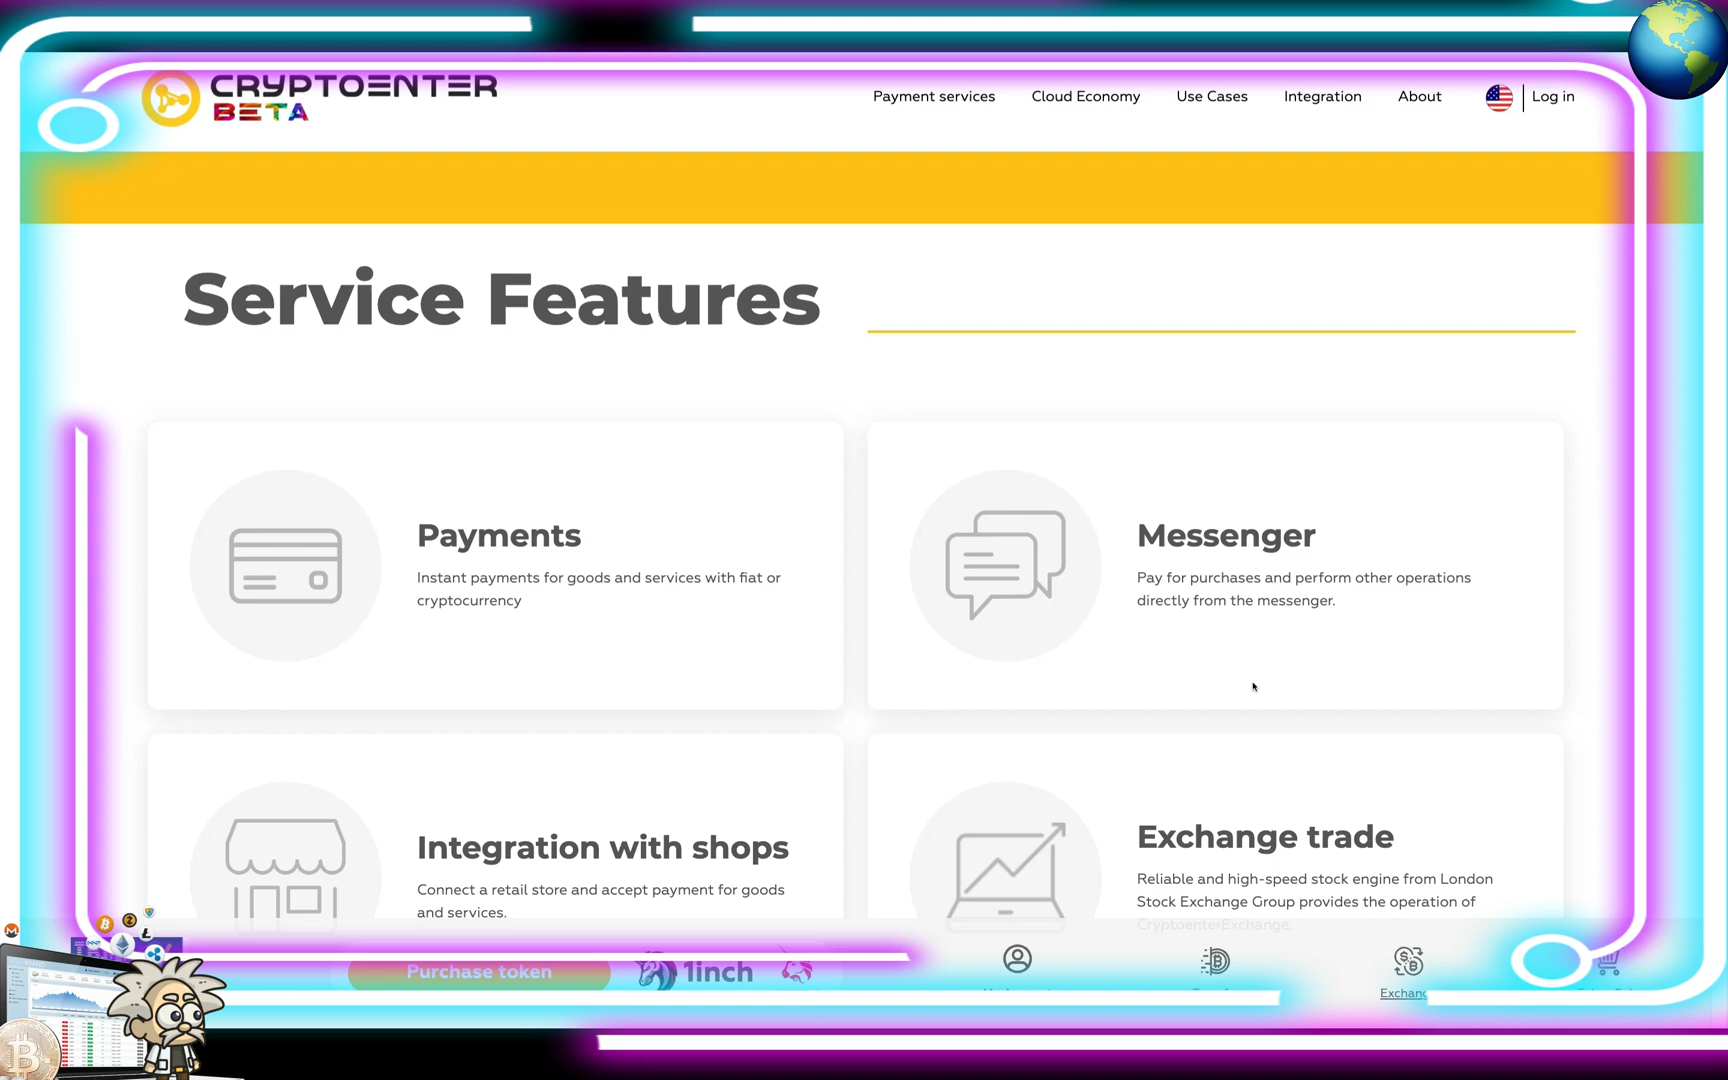 CRYPTOENTER
BETA
Payment services
Cloud Economy
Use Cases
Integration
About
Log in
Service Features
Payments
Instant payments for goods and services with fiat or
cryptocurrency
Messenger
Pay for purchases and perform other operations
directly from the messenger.
Integration with shops
Connect a retail store and accept payment for goods
and services.
Exchange trade
Reliable and high-speed stock engine from London
Stock Exchange Group provides the operation of
CryptoenterExchange.
Purchase token
1inch